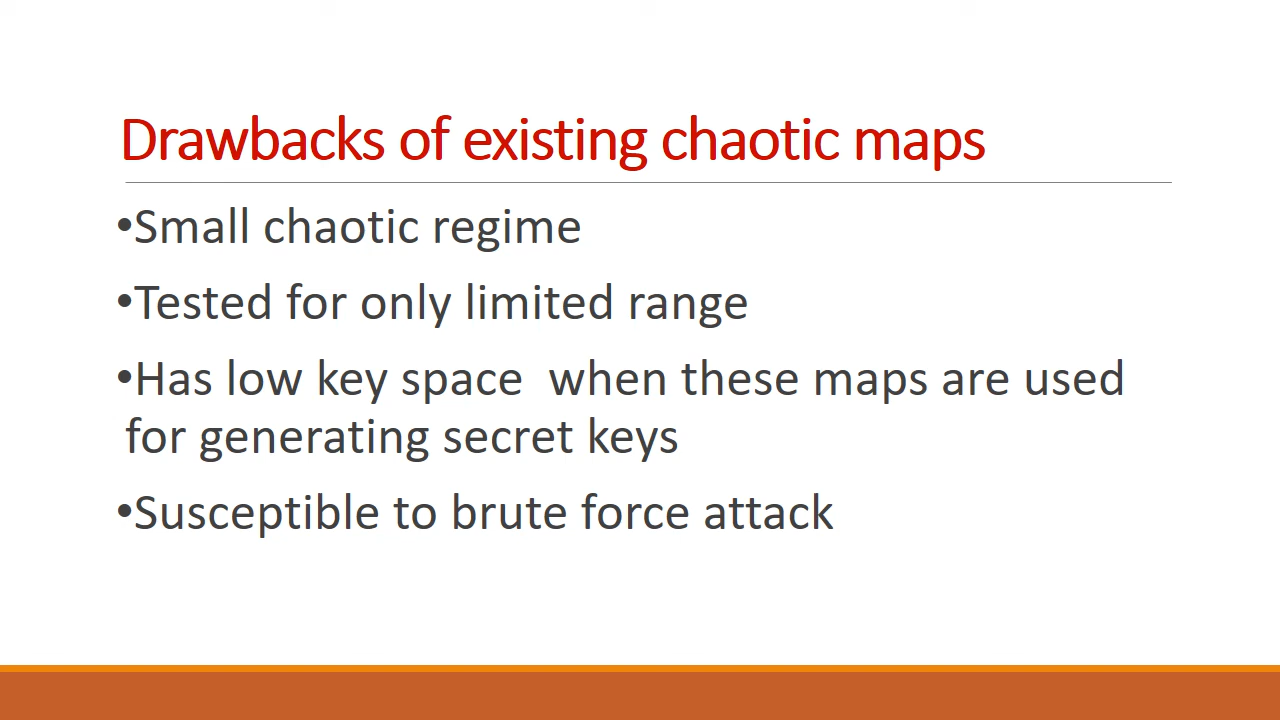 Drawbacks of existing chaotic maps
•Small chaotic regime
•Tested for only limited range
•Has low key space  when these maps are used
for generating secret keys
•Susceptible to brute force attack